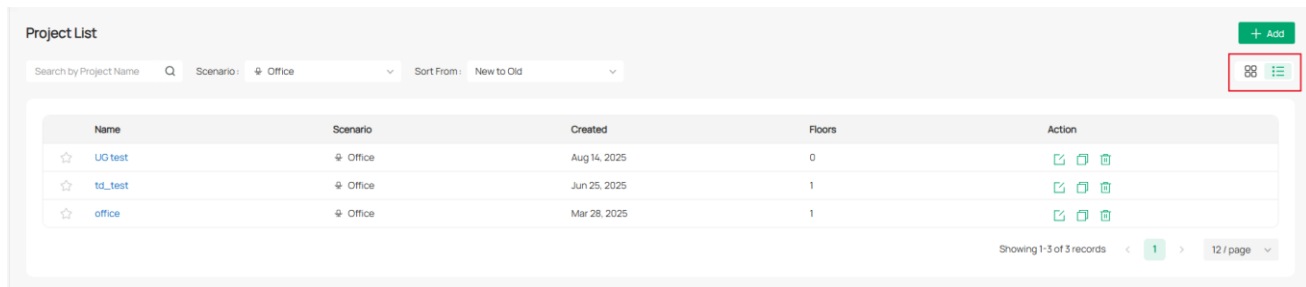 Project List
+ Add
Search by Project Name Scenario: Office Sort From: New to Old
Name Scenario Created Floors Action
UG test Office Aug 14, 2025 0
td_test Office Jun 25, 2025 1
office Office Mar 28, 2025 1
Showing 1-3 of 3 records < 1 > 12 / page